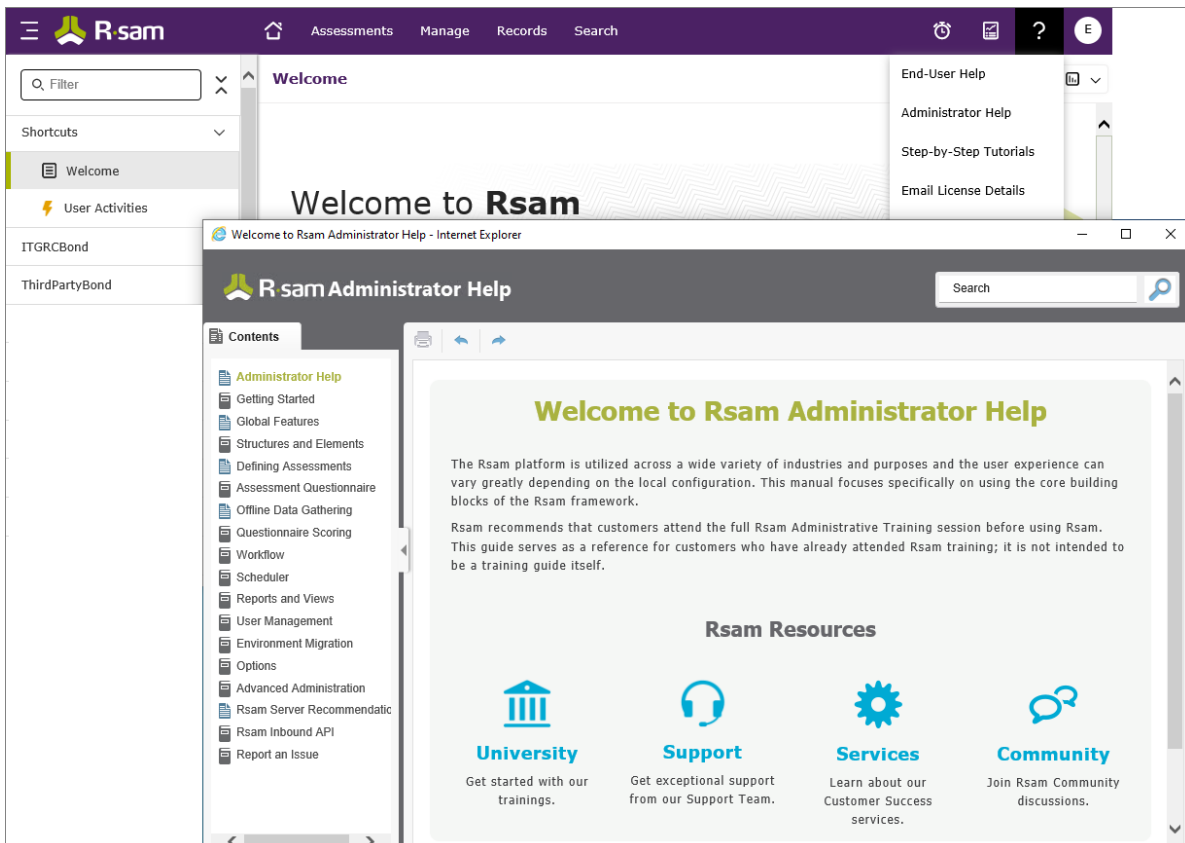 R·sam
Assessments Manage Records Search
? E
Filter
Welcome
End-User Help
Administrator Help
Step-by-Step Tutorials
Email License Details
Shortcuts
Welcome
User Activities
ITGRCBond
ThirdPartyBond
Welcome to Rsam
Welcome to Rsam Administrator Help - Internet Explorer
R·sam Administrator Help
Search
Contents
Administrator Help
Getting Started
Global Features
Structures and Elements
Defining Assessments
Assessment Questionnaire
Offline Data Gathering
Questionnaire Scoring
Workflow
Scheduler
Reports and Views
User Management
Environment Migration
Options
Advanced Administration
Rsam Server Recommendatio
Rsam Inbound API
Report an Issue
Welcome to Rsam Administrator Help
The Rsam platform is utilized across a wide variety of industries and purposes and the user experience can
vary greatly depending on the local configuration. This manual focuses specifically on using the core building
blocks of the Rsam framework.
Rsam recommends that customers attend the full Rsam Administrative Training session before using Rsam.
This guide serves as a reference for customers who have already attended Rsam training; it is not intended to
be a training guide itself.
Rsam Resources
University
Get started with our
trainings.
Support
Get exceptional support
from our Support Team.
Services
Learn about our
Customer Success
services.
Community
Join Rsam Community
discussions.